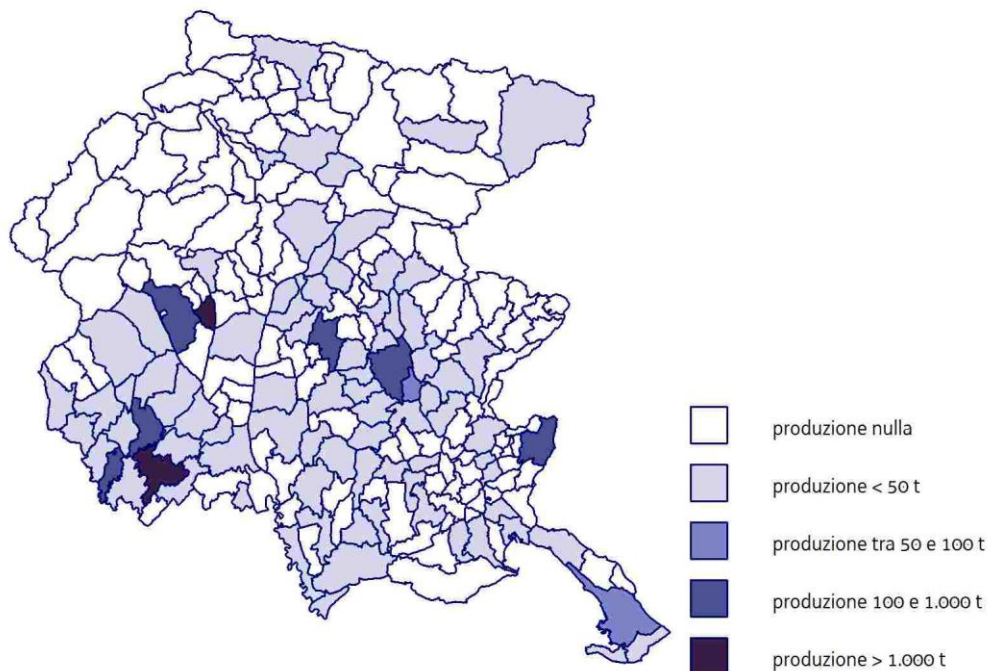 produzione nulla
produzione < 50 t
produzione tra 50 e 100 t
produzione 100 e 1.000 t
produzione > 1.000 t